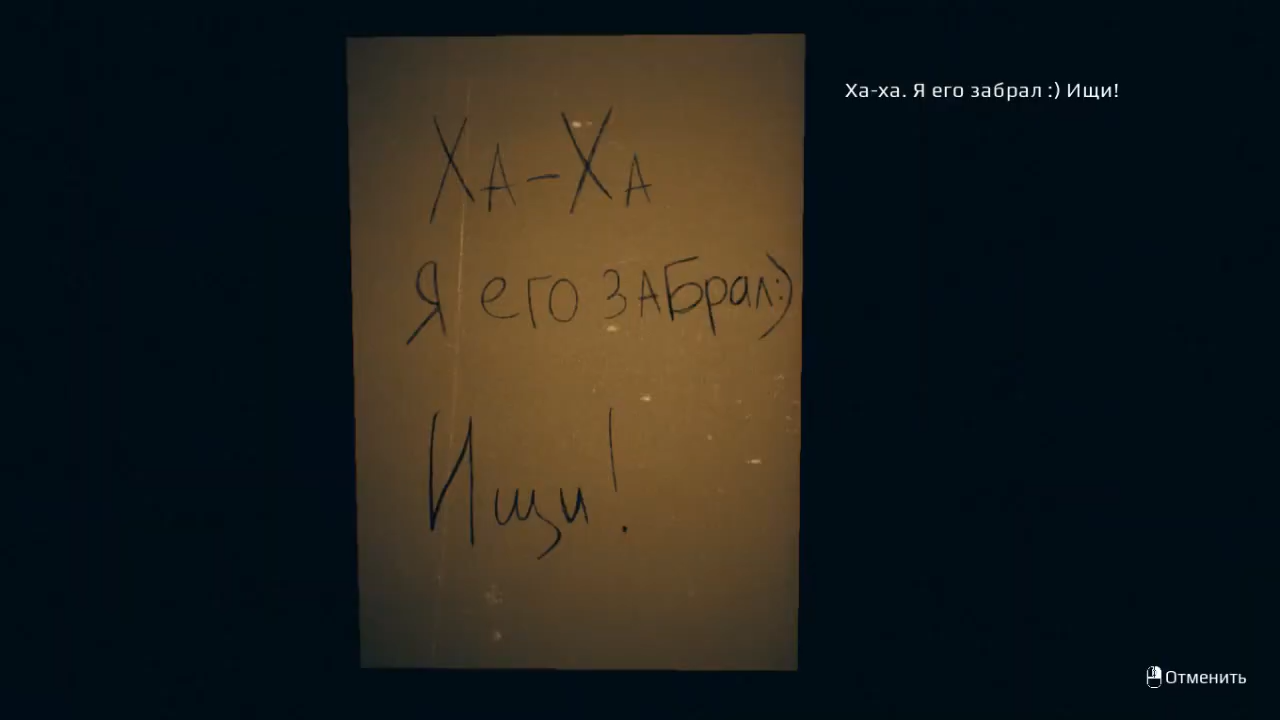 Ха-Ха
Я его забрал:)
Ищи!
Ха-ха. Я его забрал :) Ищи!
Отменить